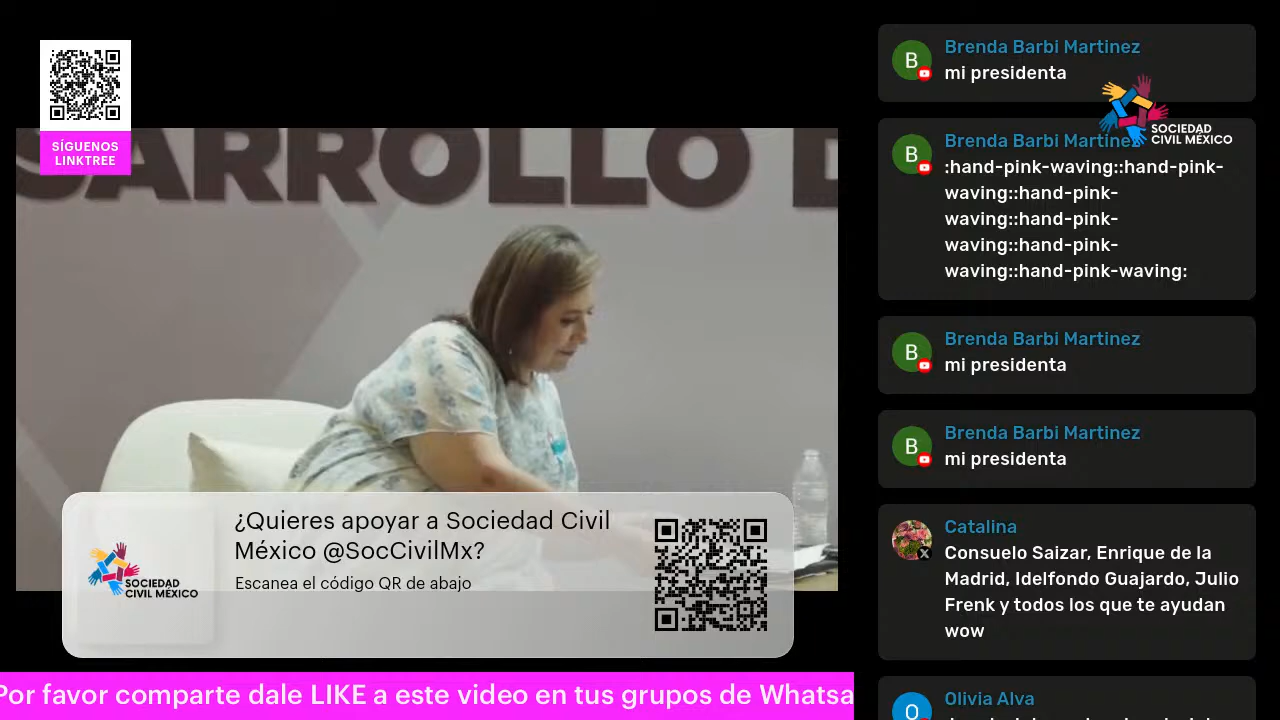 SÍGUENOS
LINKTREE
SARROLLO D
¿Quieres apoyar a Sociedad Civil
México @SocCivilMx?
Escanea el código QR de abajo
SOCIEDAD
CIVIL MÉXICO
Por favor comparte dale LIKE a este video en tus grupos de Whatsa
B
Brenda Barbi Martinez
mi presidenta
SOCIEDAD
CIVIL MÉXICO
B
Brenda Barbi Martinez
:hand-pink-waving::hand-pink-
waving::hand-pink-
waving::hand-pink-
waving::hand-pink-
waving::hand-pink-waving:
B
Brenda Barbi Martinez
mi presidenta
B
Brenda Barbi Martinez
mi presidenta
Catalina
Consuelo Saizar, Enrique de la
Madrid, Idelfondo Guajardo, Julio
Frenk y todos los que te ayudan
wow
O
Olivia Alva